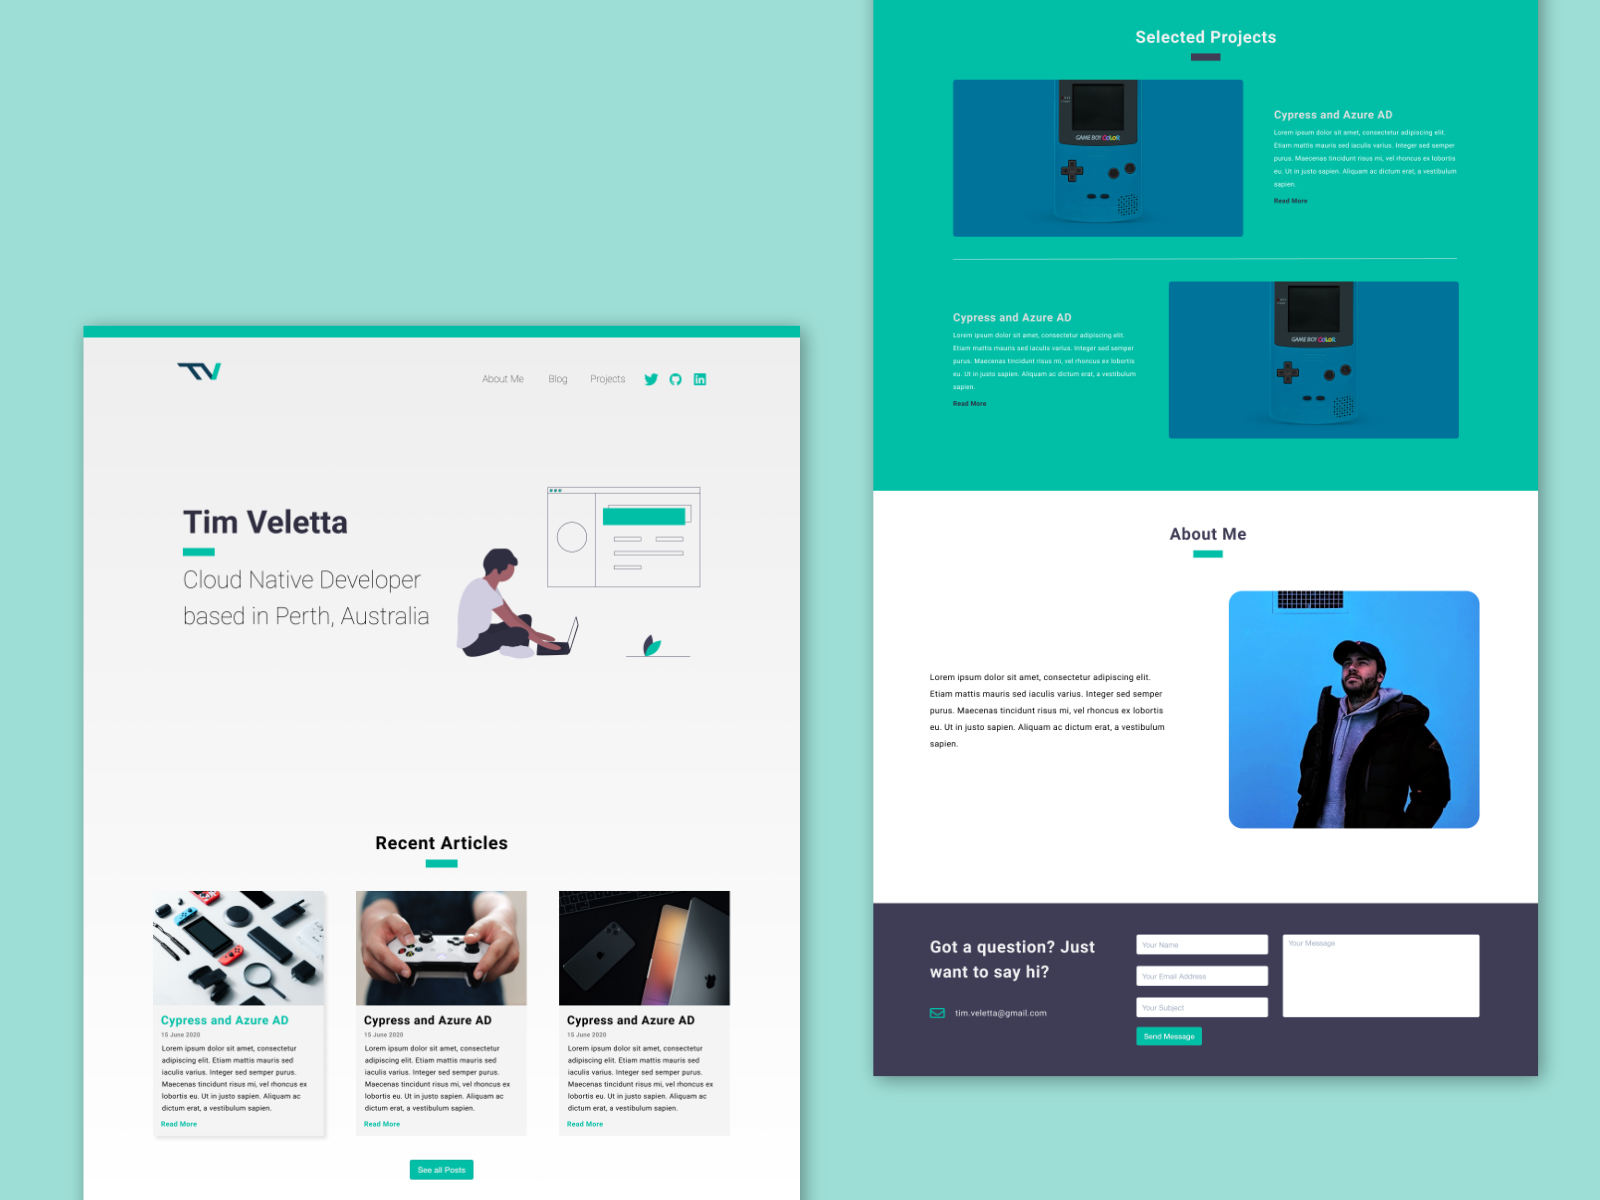 TV
About Me
Blog
Projects
Tim Veletta
Cloud Native Developer
based in Perth, Australia
Recent Articles
Cypress and Azure AD
15 June 2020
Lorem ipsum dolor sit amet, consectetur
adipiscing elit. Etiam mattis mauris sed
iaculis varius. Integer sed semper purus.
Maecenas tincidunt risus mi, vel rhoncus ex
lobortis eu. Ut in justo sapien. Aliquam ac
dictum erat, a vestibulum sapien.
Read More
Cypress and Azure AD
15 June 2020
Lorem ipsum dolor sit amet, consectetur
adipiscing elit. Etiam mattis mauris sed
iaculis varius. Integer sed semper purus.
Maecenas tincidunt risus mi, vel rhoncus ex
lobortis eu. Ut in justo sapien. Aliquam ac
dictum erat, a vestibulum sapien.
Read More
Cypress and Azure AD
15 June 2020
Lorem ipsum dolor sit amet, consectetur
adipiscing elit. Etiam mattis mauris sed
iaculis varius. Integer sed semper purus.
Maecenas tincidunt risus mi, vel rhoncus ex
lobortis eu. Ut in justo sapien. Aliquam ac
dictum erat, a vestibulum sapien.
Read More
See all Posts
Selected Projects
GAME BOY COLOR
Cypress and Azure AD
Lorem ipsum dolor sit amet, consectetur adipiscing elit.
Etiam mattis mauris sed iaculis varius. Integer sed semper
purus. Maecenas tincidunt risus mi, vel rhoncus ex lobortis
eu. Ut in justo sapien. Aliquam ac dictum erat, a vestibulum
sapien.
Read More
Cypress and Azure AD
Lorem ipsum dolor sit amet, consectetur adipiscing elit.
Etiam mattis mauris sed iaculis varius. Integer sed semper
purus. Maecenas tincidunt risus mi, vel rhoncus ex lobortis
eu. Ut in justo sapien. Aliquam ac dictum erat, a vestibulum
sapien.
Read More
GAME BOY COLOR
About Me
Lorem ipsum dolor sit amet, consectetur adipiscing elit.
Etiam mattis mauris sed iaculis varius. Integer sed semper
purus. Maecenas tincidunt risus mi, vel rhoncus ex lobortis
eu. Ut in justo sapien. Aliquam ac dictum erat, a vestibulum
sapien.
Got a question? Just
want to say hi?
tim.veletta@gmail.com
Your Name
Your Email Address
Your Subject
Send Message
Your Message